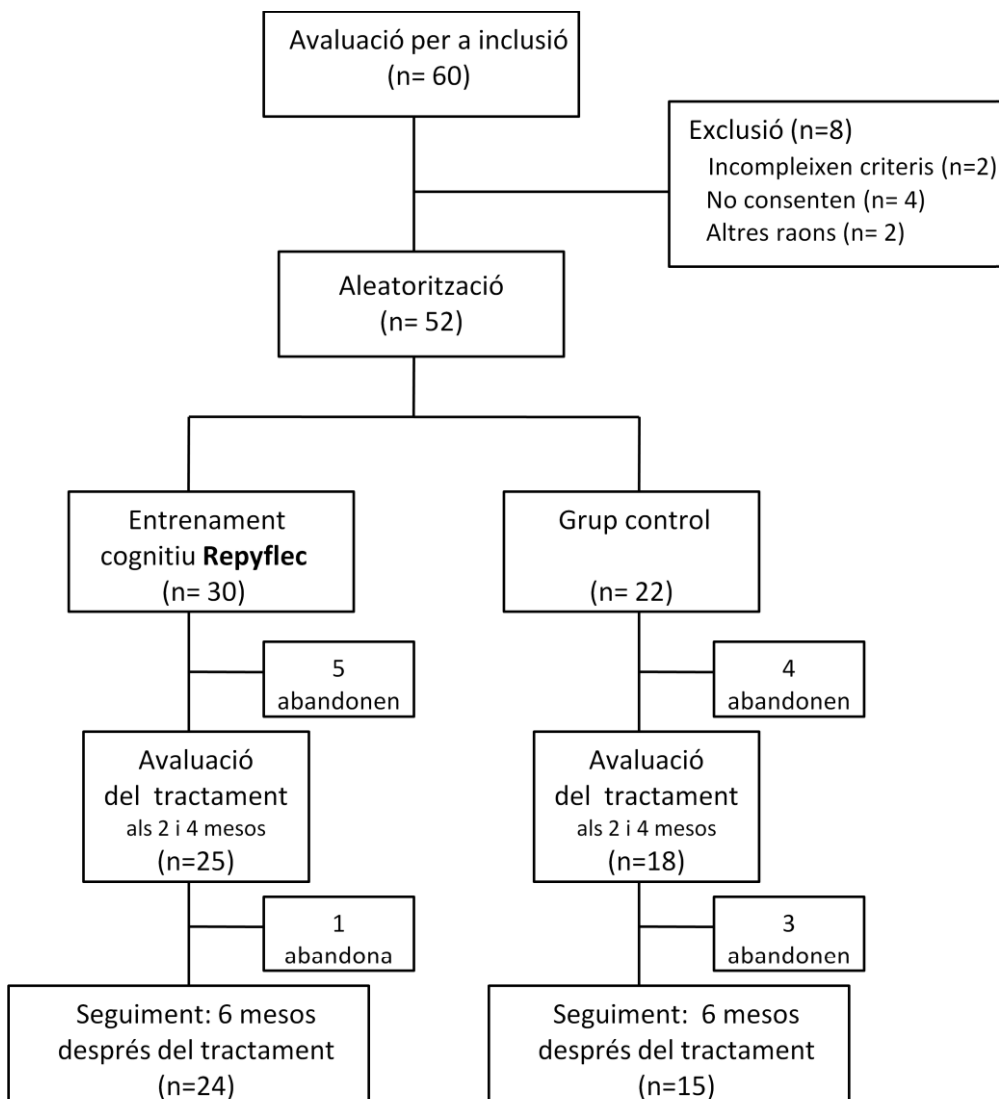 Avaluació per a inclusió
(n= 60)
Exclusió (n=8)
Incompleixen criteris (n=2)
No consenten (n= 4)
Altres raons (n= 2)
Aleatorització
(n= 52)
Entrenament
cognitiu Repyflec
(n= 30)
Grup control
(n= 22)
5
abandonen
4
abandonen
Avaluació
del tractament
als 2 i 4 mesos
(n=25)
Avaluació
del tractament
als 2 i 4 mesos
(n=18)
1
abandona
3
abandonen
Seguiment: 6 mesos
després del tractament
(n=24)
Seguiment: 6 mesos
després del tractament
(n=15)